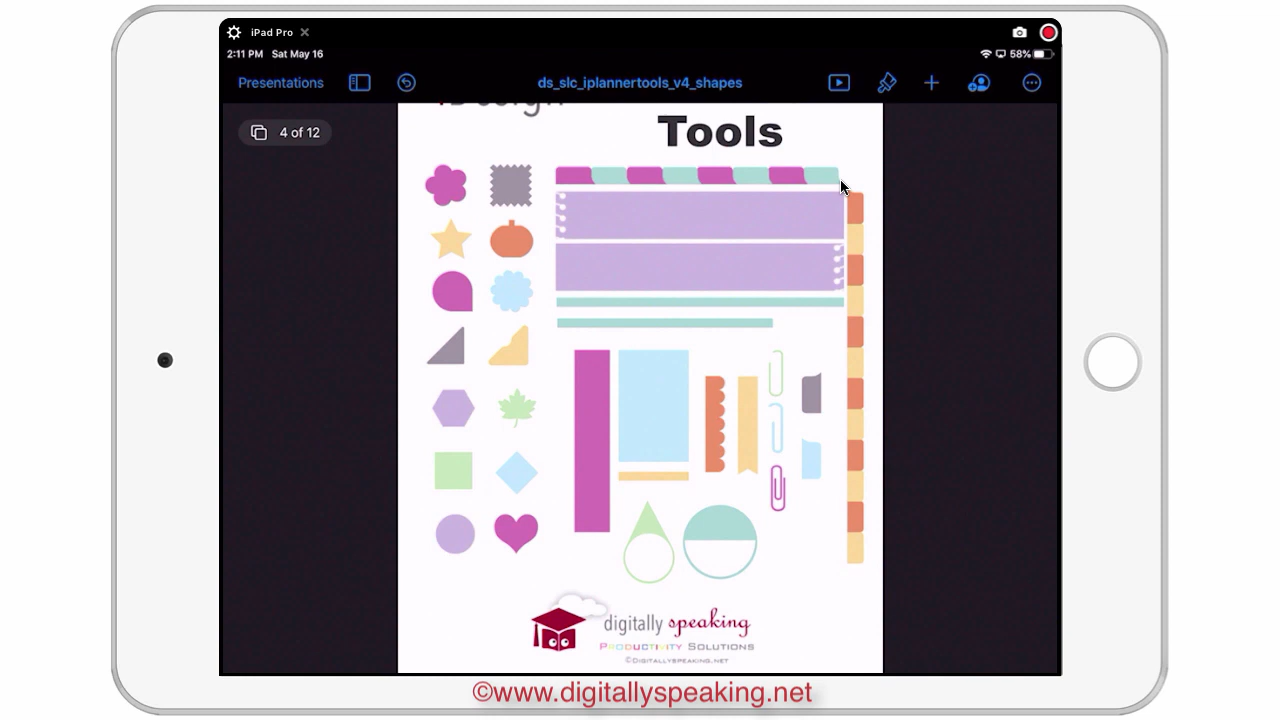 iPad Pro
2:11 PM Sat May 16
58%
Presentations
ds_slc_iplannertools_v4_shapes
4 of 12
Design
Tools
digitally speaking
PRODUCTIVITY SOLUTIONS
©DIGITALLYSPEAKING.NET
©www.digitallyspeaking.net